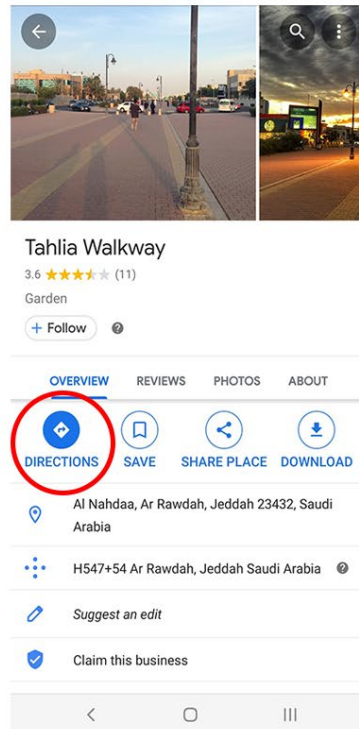 Tahlia Walkway
3.6 (11)
Garden
+ Follow
OVERVIEW REVIEWS PHOTOS ABOUT
DIRECTIONS SAVE SHARE PLACE DOWNLOAD
Al Nahdaa, Ar Rawdah, Jeddah 23432, Saudi
Arabia
H547+54 Ar Rawdah, Jeddah Saudi Arabia
Suggest an edit
Claim this business